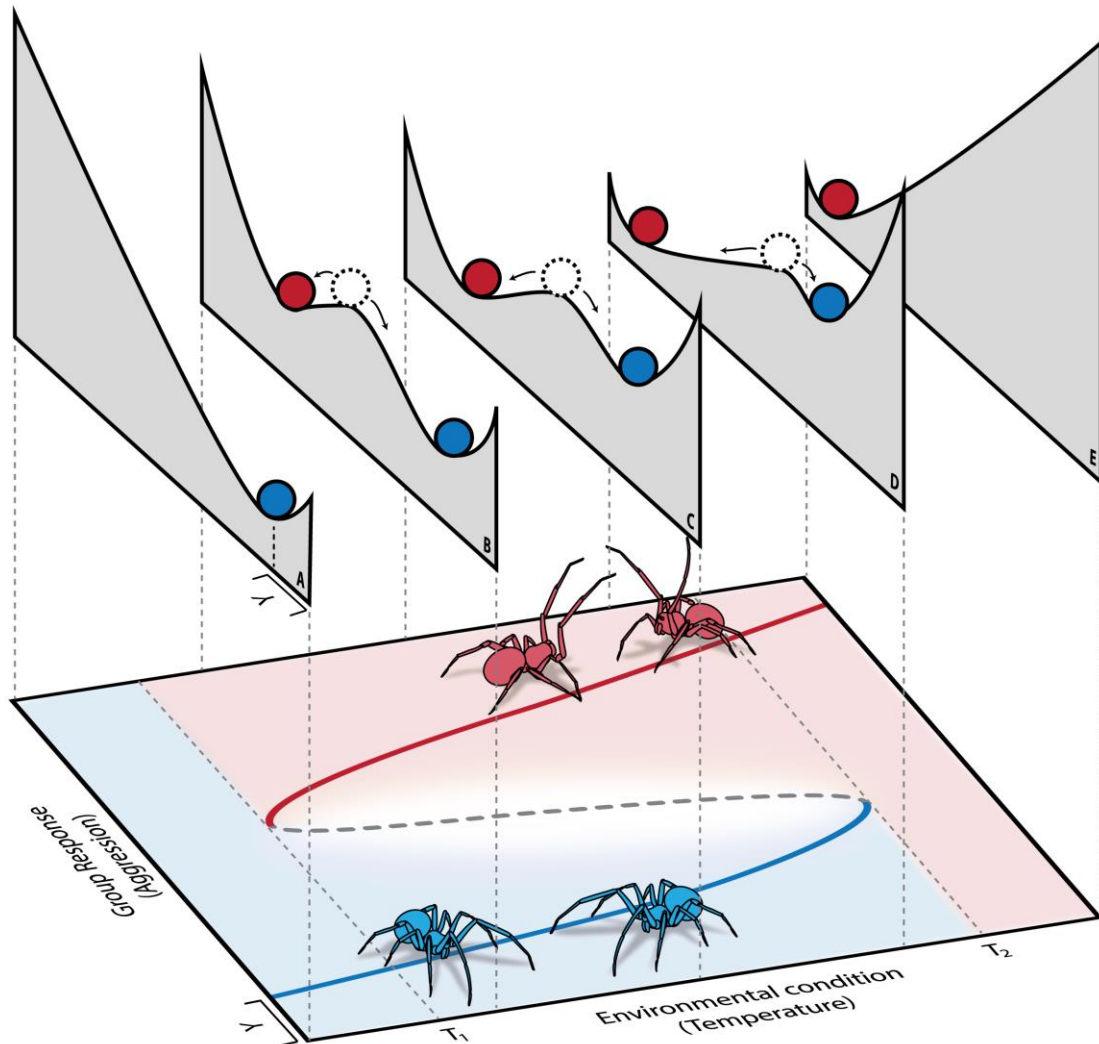 A
Y
B
C
D
E
Group Response
(Aggression)
Y
T1
Environmental condition
(Temperature)
T2